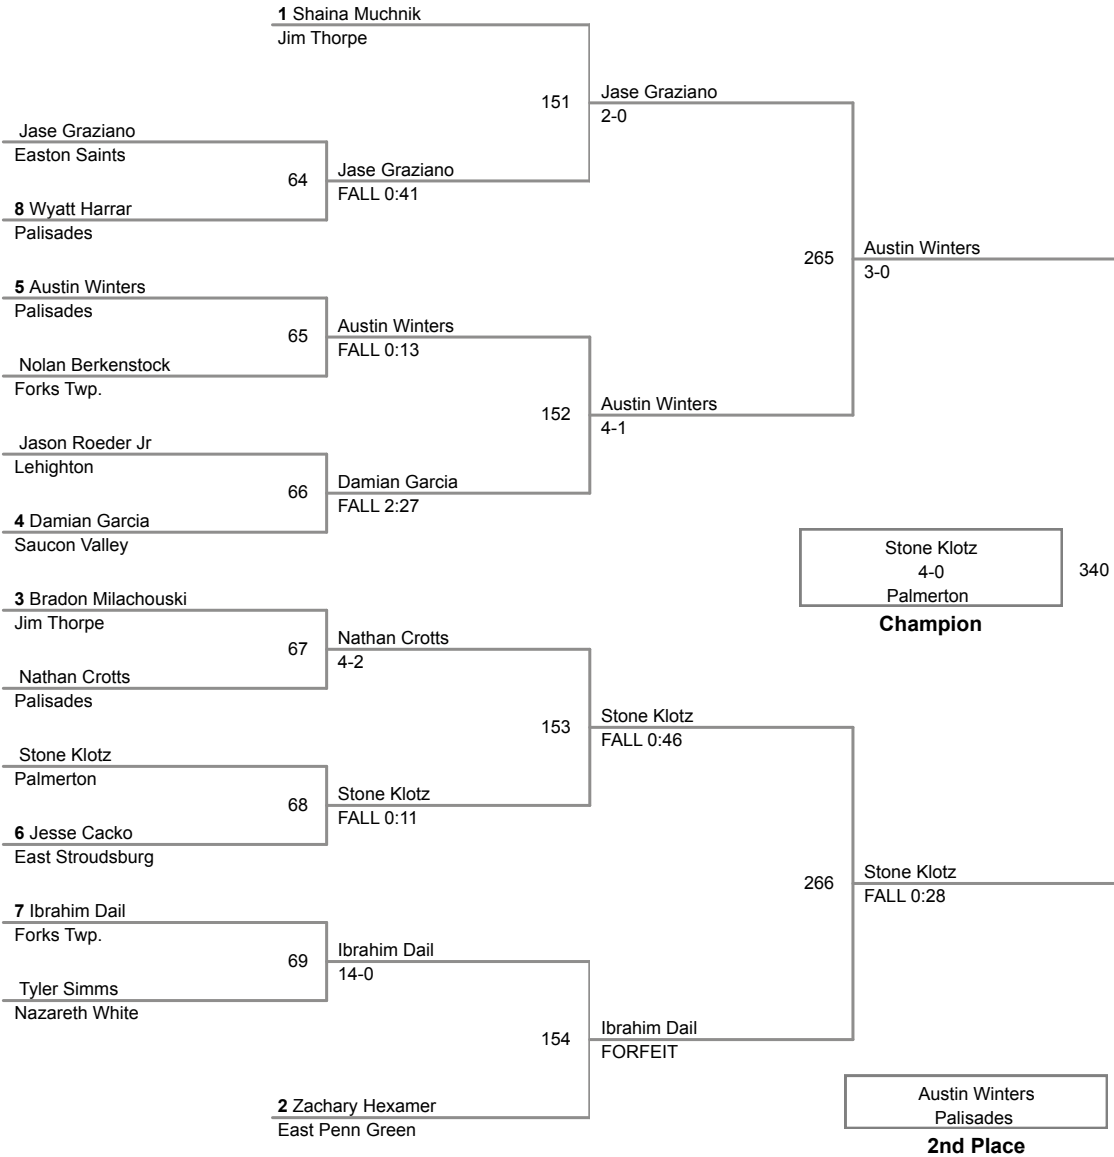 1 Shaina Muchnik
Jim Thorpe
151
Jase Graziano
2-0
Jase Graziano
Easton Saints
64
Jase Graziano
FALL 0:41
8 Wyatt Harrar
Palisades
265
Austin Winters
3-0
5 Austin Winters
Palisades
65
Austin Winters
FALL 0:13
Nolan Berkenstock
Forks Twp.
152
Austin Winters
4-1
Jason Roeder Jr
Lehighton
66
Damian Garcia
FALL 2:27
4 Damian Garcia
Saucon Valley
Stone Klotz
4-0
Palmerton
340
Champion
3 Bradon Milachouski
Jim Thorpe
67
Nathan Crotts
4-2
Nathan Crotts
Palisades
153
Stone Klotz
FALL 0:46
Stone Klotz
Palmerton
68
Stone Klotz
FALL 0:11
6 Jesse Cacko
East Stroudsburg
266
Stone Klotz
FALL 0:28
7 Ibrahim Dail
Forks Twp.
69
Ibrahim Dail
14-0
Tyler Simms
Nazareth White
154
Ibrahim Dail
FORFEIT
2 Zachary Hexamer
East Penn Green
Austin Winters
Palisades
2nd Place